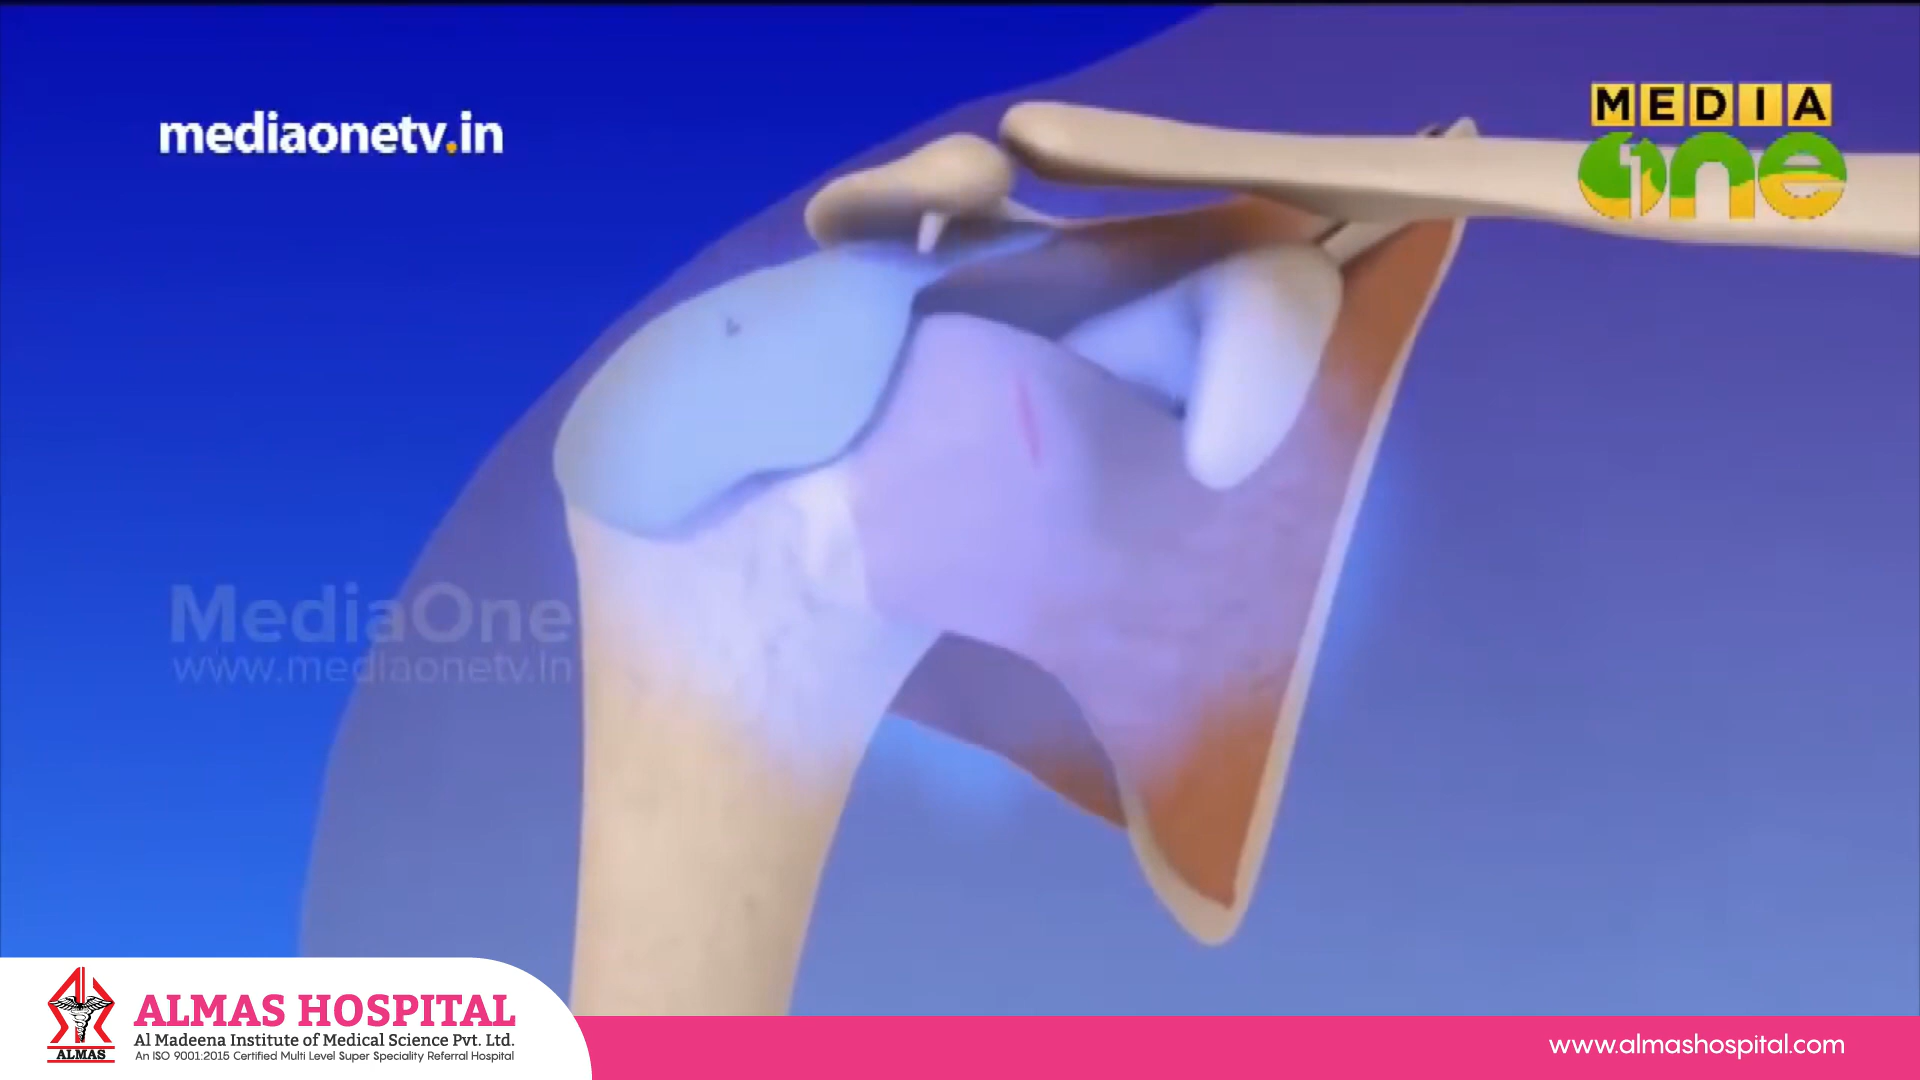 mediaonetv.in
MEDIA
one
MediaOne
www.mediaonetv.in
ALMAS HOSPITAL
Al Madeena Institute of Medical Science Pvt. Ltd.
An ISO 9001:2015 Certified Multi Level Super Speciality Referral Hospital
ALMAS
www.almashospital.com